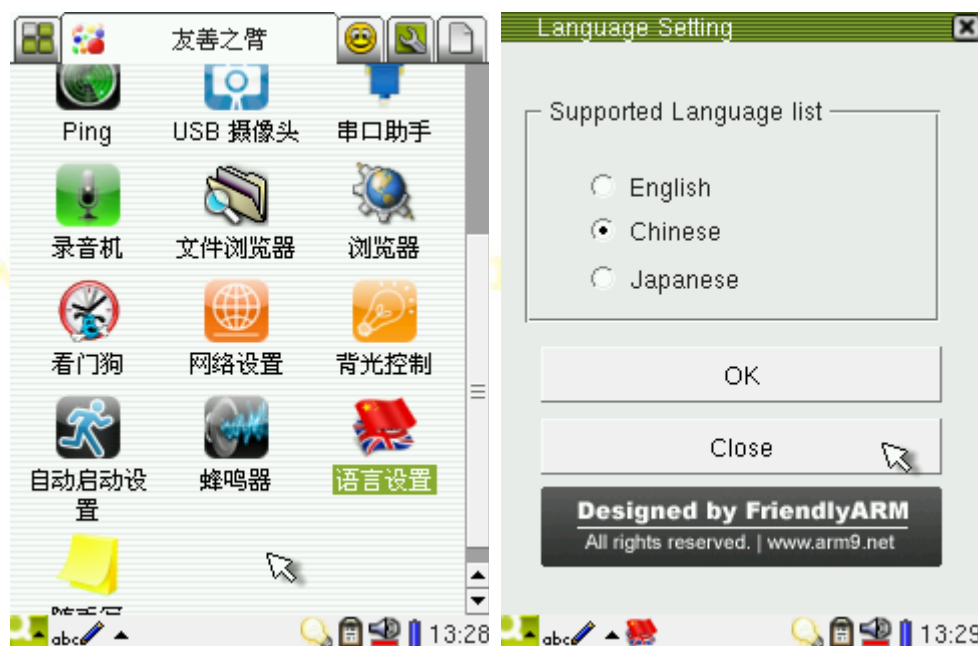 友善之臂
Ping
USB 摄像头
串口助手
录音机
文件浏览器
浏览器
看门狗
网络设置
背光控制
自动启动设
置
蜂鸣器
语言设置
abc
13:28
Language Setting
Supported Language list
English
Chinese
Japanese
OK
Close
Designed by FriendlyARM
All rights reserved. | www.arm9.net
abc
13:29